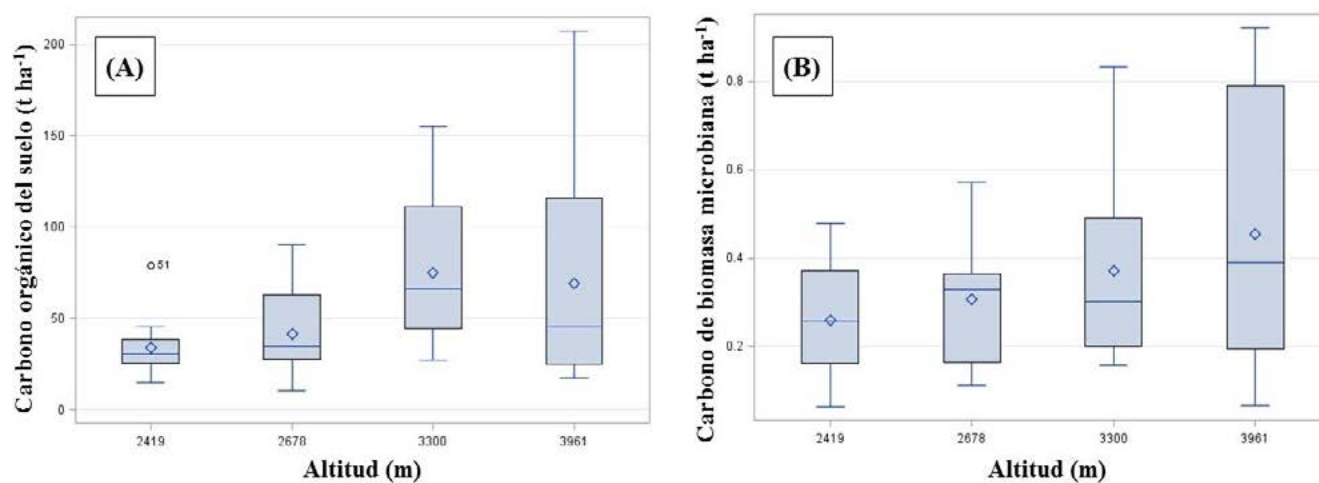 (A)
Carbono orgánico del suelo (t ha⁻¹)
200
150
100
50
0
51
2419 2678 3300 3961
Altitud (m)
(B)
Carbono de biomasa microbiana (t ha⁻¹)
0.8
0.6
0.4
0.2
2419 2678 3300 3961
Altitud (m)